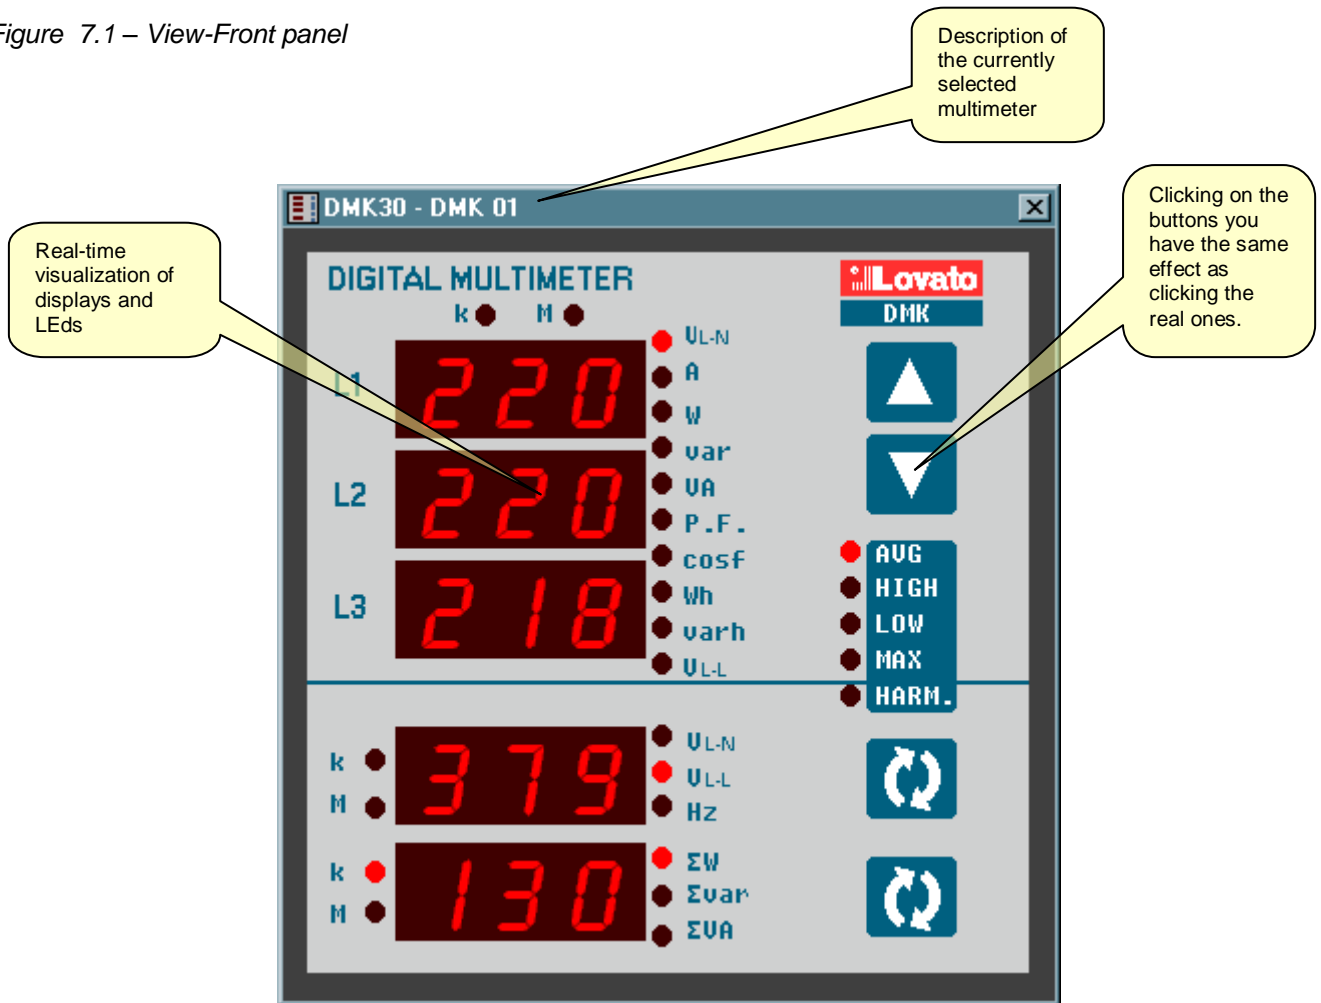 Figure 7.1 – View-Front panel
Description of
the currently
selected
multimeter
Clicking on the
buttons you
have the same
effect as
clicking the
real ones.
Real-time
visualization of
displays and
LEds
DMK30 - DMK 01
DIGITAL MULTIMETER
Lovato
DMK
k M
L1
220
VL-N
A
W
var
VA
P.F.
cosf
Wh
varh
VL-L
L2
220
L3
218
AVG
HIGH
LOW
MAX
HARM.
k
M
379
VL-N
VL-L
Hz
k
M
130
ΣW
Σvar
ΣVA